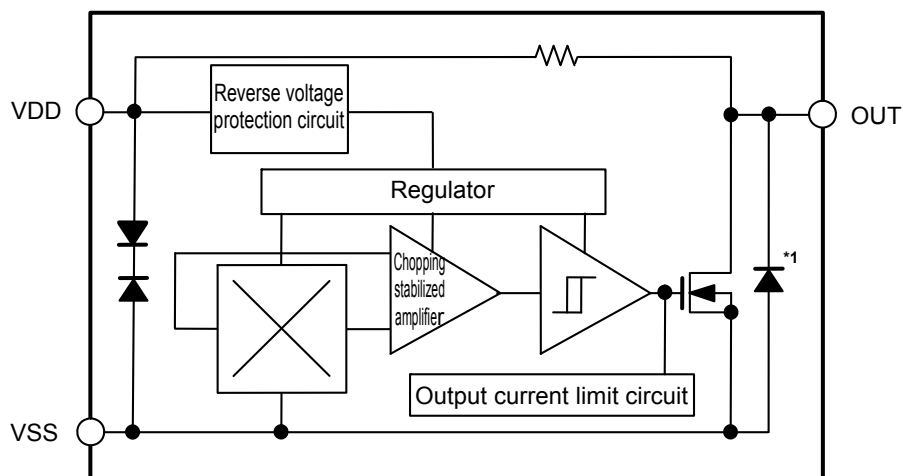 Reverse voltage
protection circuit
VDD
OUT
Regulator
*1
Chopping
stabilized
amplifier
Output current limit circuit
VSS